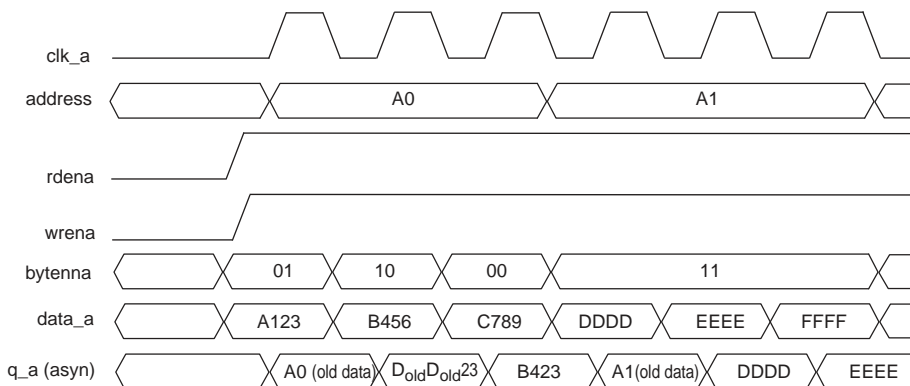 clk_a
address A0 A1
rdena
wrena
bytenna 01 10 00 11
data_a A123 B456 C789 DDDD EEEE FFFF
q_a (asyn) A0 (old data) DoldDold23 B423 A1(old data) DDDD EEEE